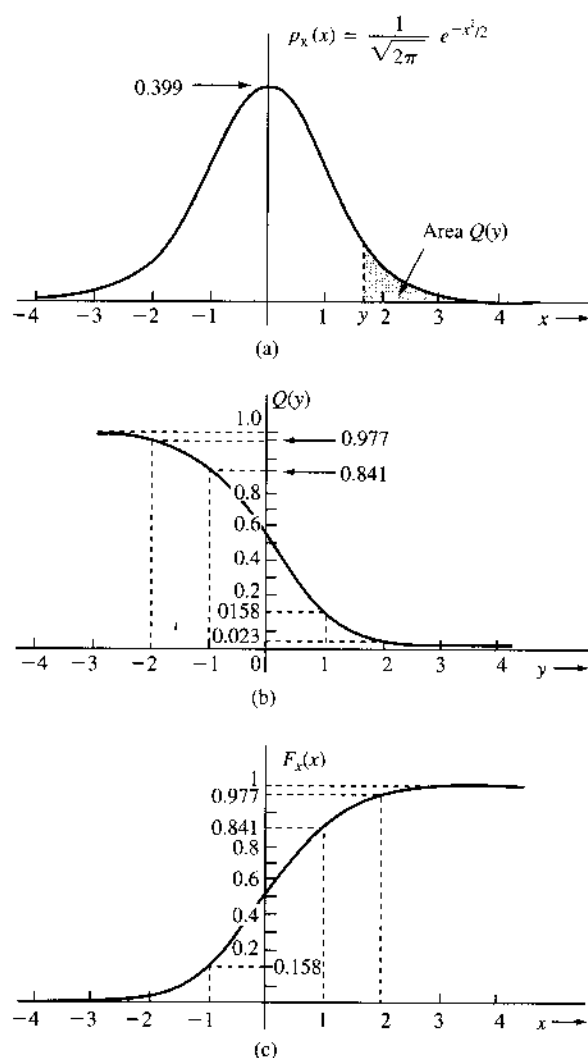 pₓ(x) ≃ 1/√2π e^−x²/2
0.399
Area Q(y)
−4 −3 −2 −1 1 y 2 3 4 x
(a)
Q(y)
1.0
0.977
0.841
0.8
0.6
0.4
0.2
0158
0.023
−4 −3 −2 −1 0 1 2 3 4 y
(b)
Fₓ(x)
1
0.977
0.841
0.8
0.6
0.4
0.2
0.158
−4 −3 −2 −1 1 2 3 4 x
(c)